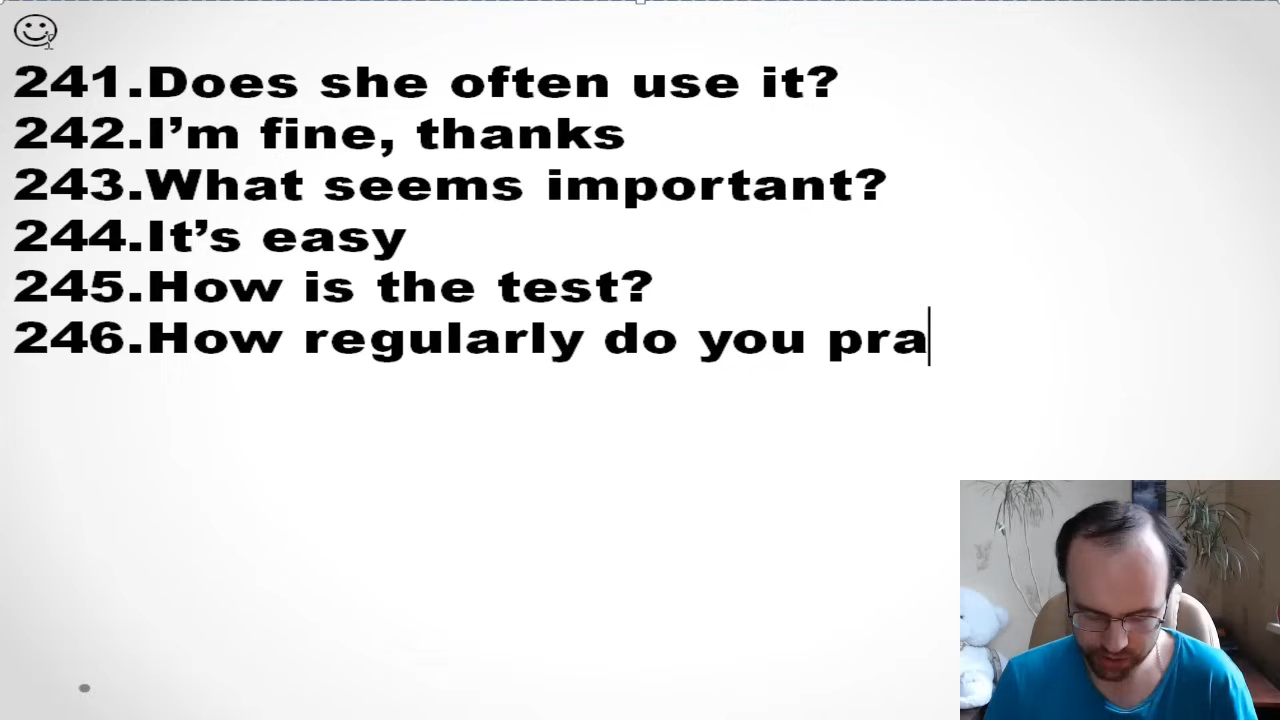 241.Does she often use it?
242.I’m fine, thanks
243.What seems important?
244.It’s easy
245.How is the test?
246.How regularly do you pra